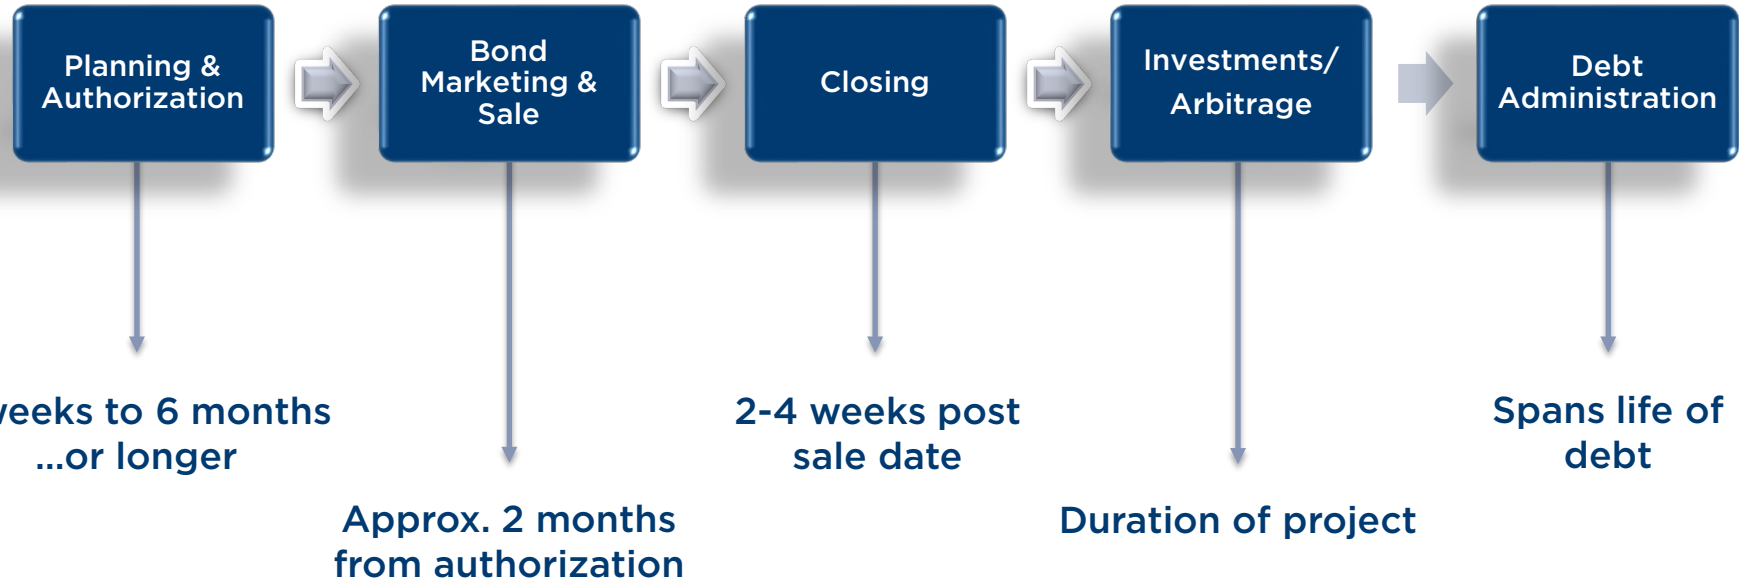 Planning &
Authorization
Bond
Marketing &
Sale
Closing
Investments/
Arbitrage
Debt
Administration
to 6 months
...or longer
Approx. 2 months
from authorization
2-4 weeks post
sale date
Duration of project
Spans life of
debt